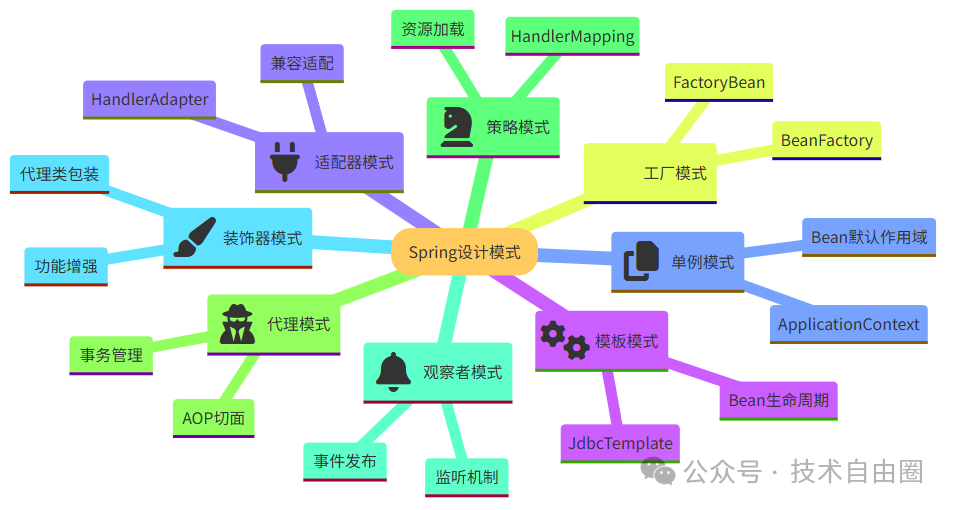 资源加载
HandlerMapping
兼容适配
FactoryBean
HandlerAdapter
策略模式
BeanFactory
适配器模式
工厂模式
代理类包装
装饰器模式
Bean默认作用域
Spring设计模式
单例模式
功能增强
代理模式
ApplicationContext
模板模式
事务管理
观察者模式
Bean生命周期
AOP切面
JdbcTemplate
事件发布
监听机制
公众号 · 技术自由圈